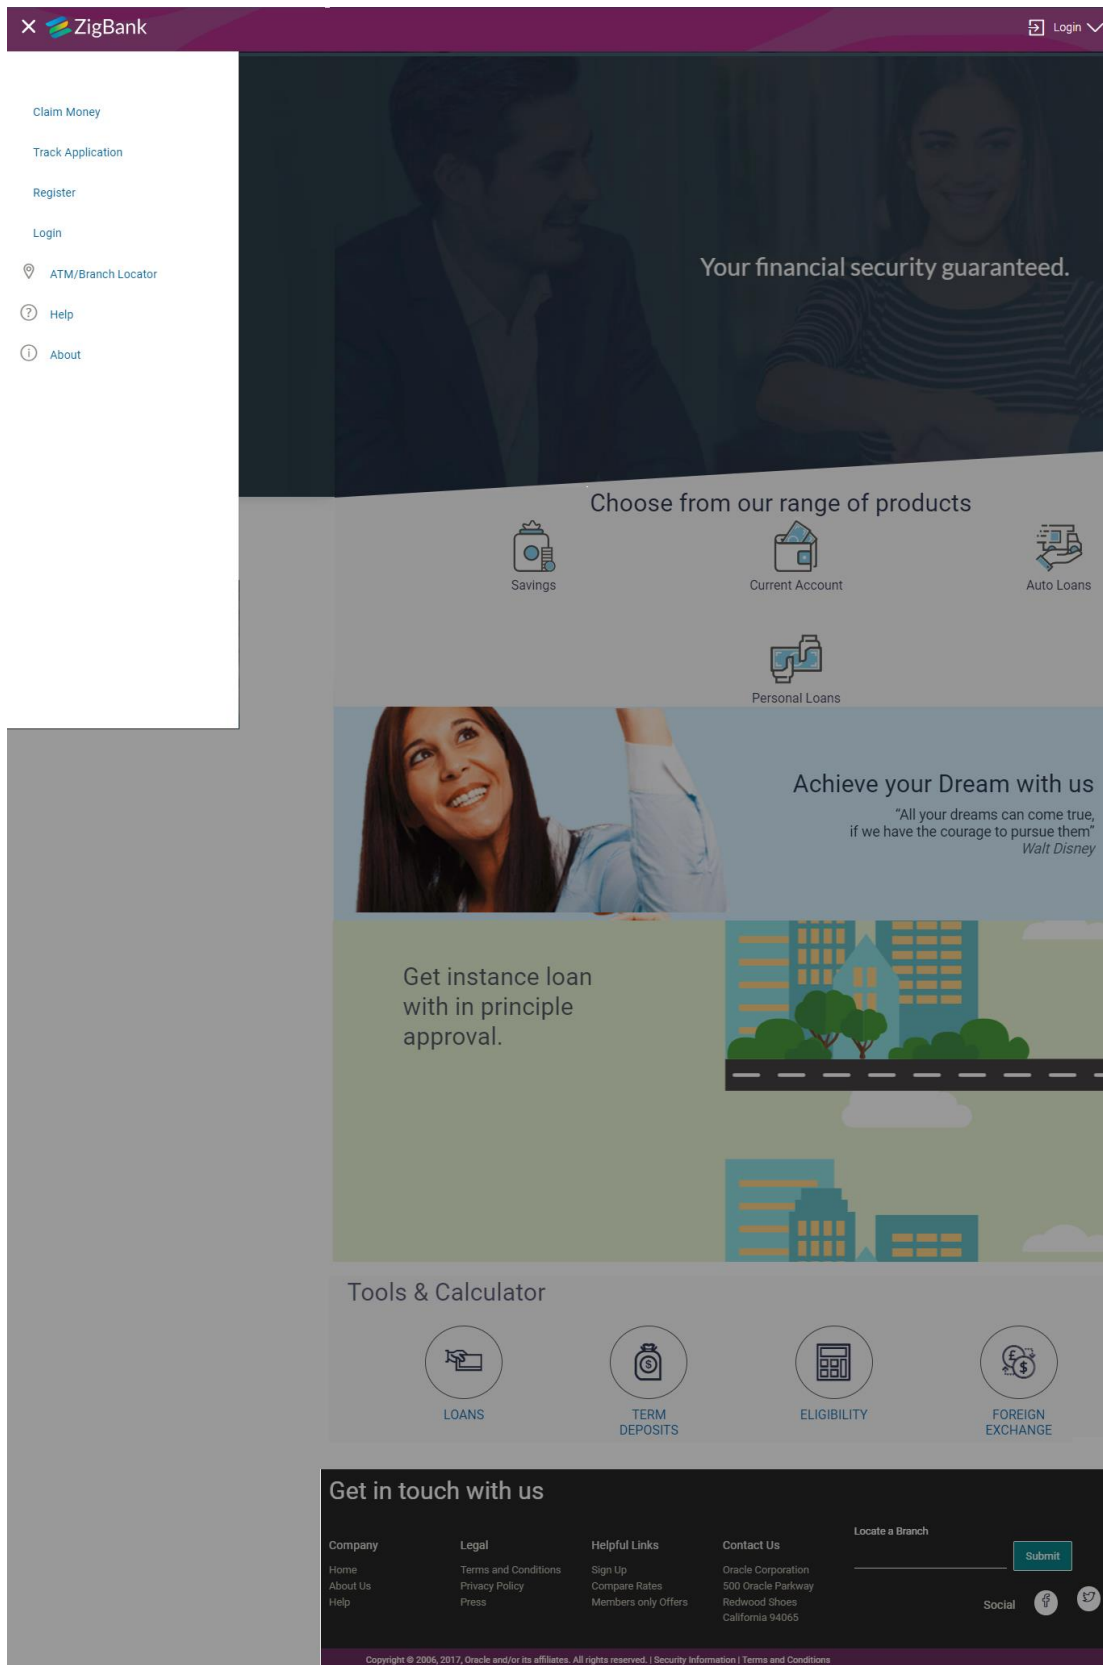 ZigBank
Login
Claim Money
Track Application
Register
Login
ATM/Branch Locator
Help
About
Your financial security guaranteed.
Choose from our range of products
Savings
Current Account
Auto Loans
Personal Loans
Achieve your Dream with us
“All your dreams can come true,
if we have the courage to pursue them”
Walt Disney
Get instance loan
with in principle
approval.
Tools & Calculator
LOANS
TERM
DEPOSITS
ELIGIBILITY
FOREIGN
EXCHANGE
Get in touch with us
Company
Home
About Us
Help
Legal
Terms and Conditions
Privacy Policy
Press
Helpful Links
Sign Up
Compare Rates
Members only Offers
Contact Us
Oracle Corporation
500 Oracle Parkway
Redwood Shoes
California 94065
Locate a Branch
Submit
Social
Copyright © 2006, 2017, Oracle and/or its affiliates. All rights reserved. | Security Information | Terms and Conditions